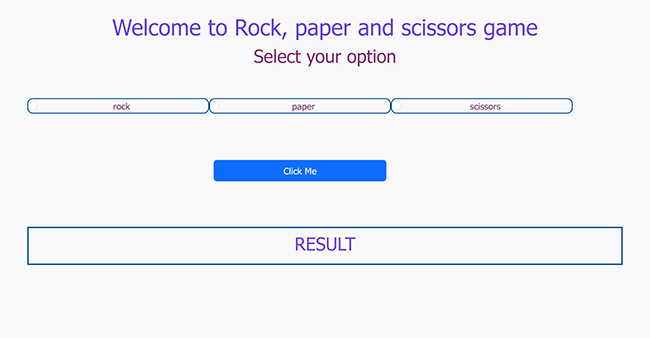 Welcome to Rock, paper and scissors game
Select your option
rock paper scissors
Click Me
RESULT